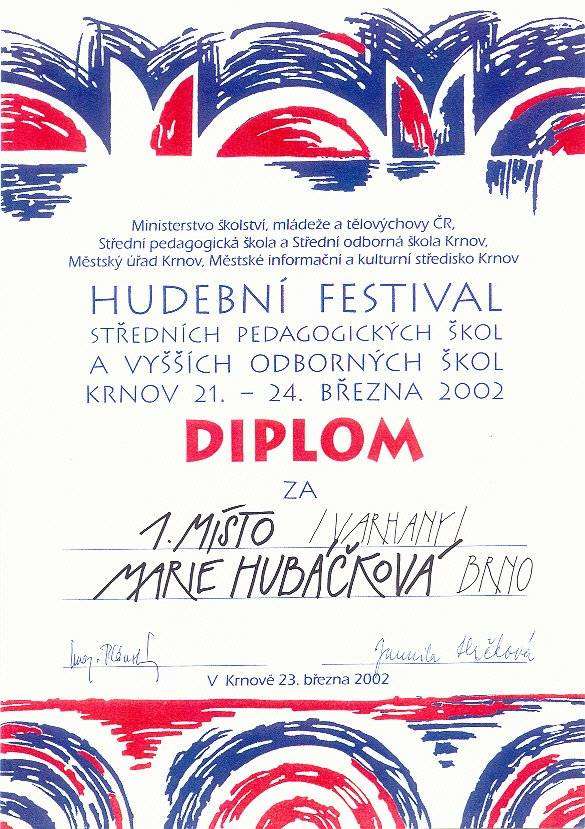 Ministerstvo školství, mládeže a tělovýchovy ČR,
Střední pedagogická škola a Střední odborná škola Krnov,
Městský úřad Krnov, Městské informační a kulturní středisko Krnov
HUDEBNÍ FESTIVAL
STŘEDNÍCH PEDAGOGICKÝCH ŠKOL
A VYŠŠÍCH ODBORNÝCH ŠKOL
KRNOV 21. – 24. BŘEZNA 2002
DIPLOM
ZA
1. MÍSTO /VARHANY/
MARIE HUBÁČKOVÁ BRNO
Jarmila
V Krnově 23. března 2002